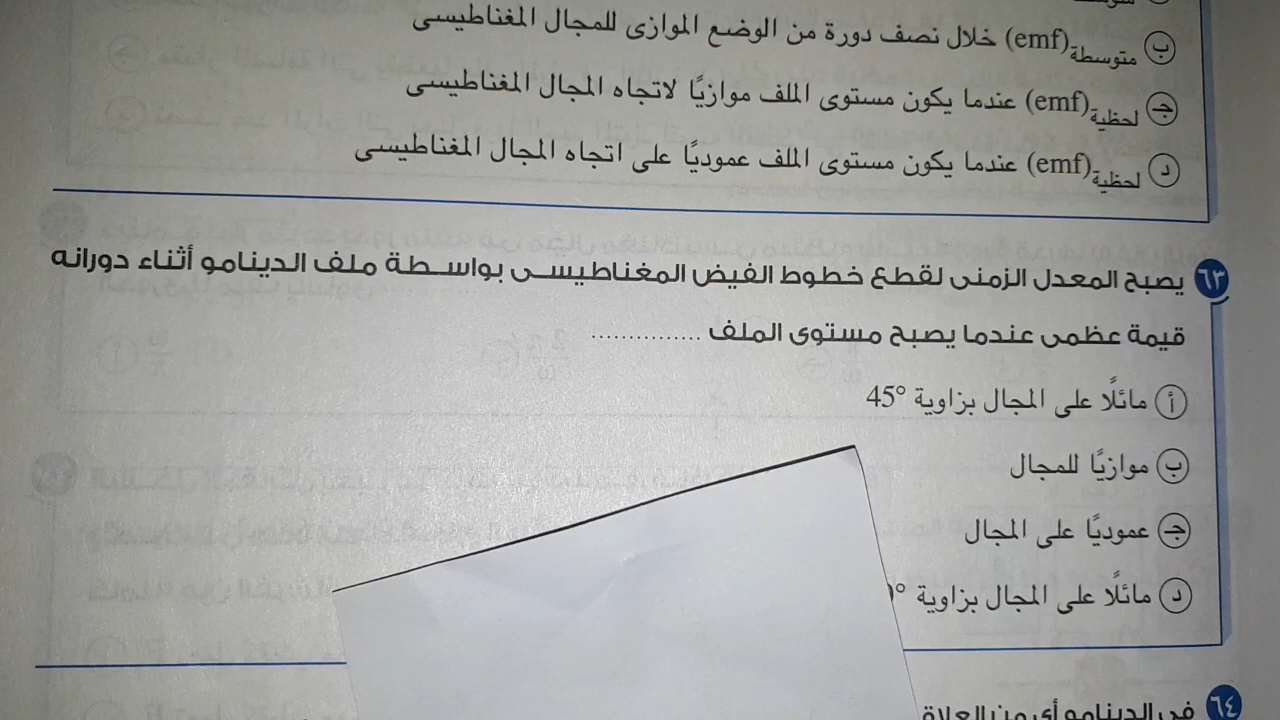 ب متوسطة(emf) خلال نصف دورة من الوضع الموازى للمجال المغناطيسى
ج لحظية(emf) عندما يكون مستوى الملف موازيًا لاتجاه المجال المغناطيسى
د لحظية(emf) عندما يكون مستوى الملف عموديًا على اتجاه المجال المغناطيسى
٦٣ يصبح المعدل الزمنى لقطع خطوط الفيض المغناطيسى بواسطة ملف الدينامو أثناء دورانه
قيمة عظمى عندما يصبح مستوى الملف ...............
أ مائلًا على المجال بزاوية 45°
ب موازيًا للمجال
ج عموديًا على المجال
د مائلًا على المجال بزاوية
٦٤ فى الدينامو أى من